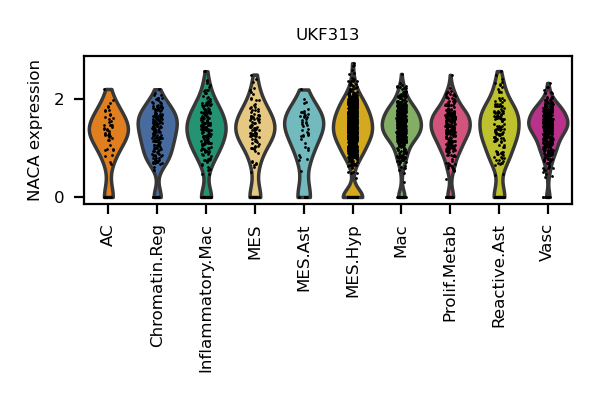 UKF313
NACA expression
2
0
AC
Chromatin.Reg
Inflammatory.Mac
MES
MES.Ast
MES.Hyp
Mac
Prolif.Metab
Reactive.Ast
Vasc